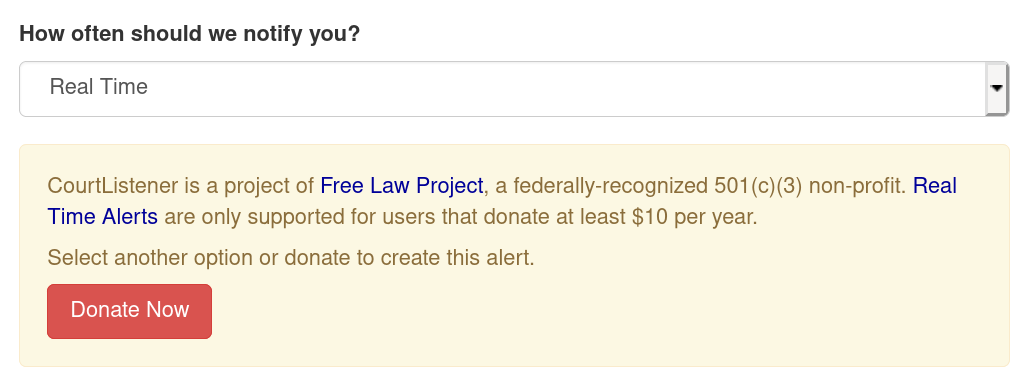 How often should we notify you?
Real Time
CourtListener is a project of Free Law Project, a federally-recognized 501(c)(3) non-profit. Real
Time Alerts are only supported for users that donate at least $10 per year.
Select another option or donate to create this alert.
Donate Now